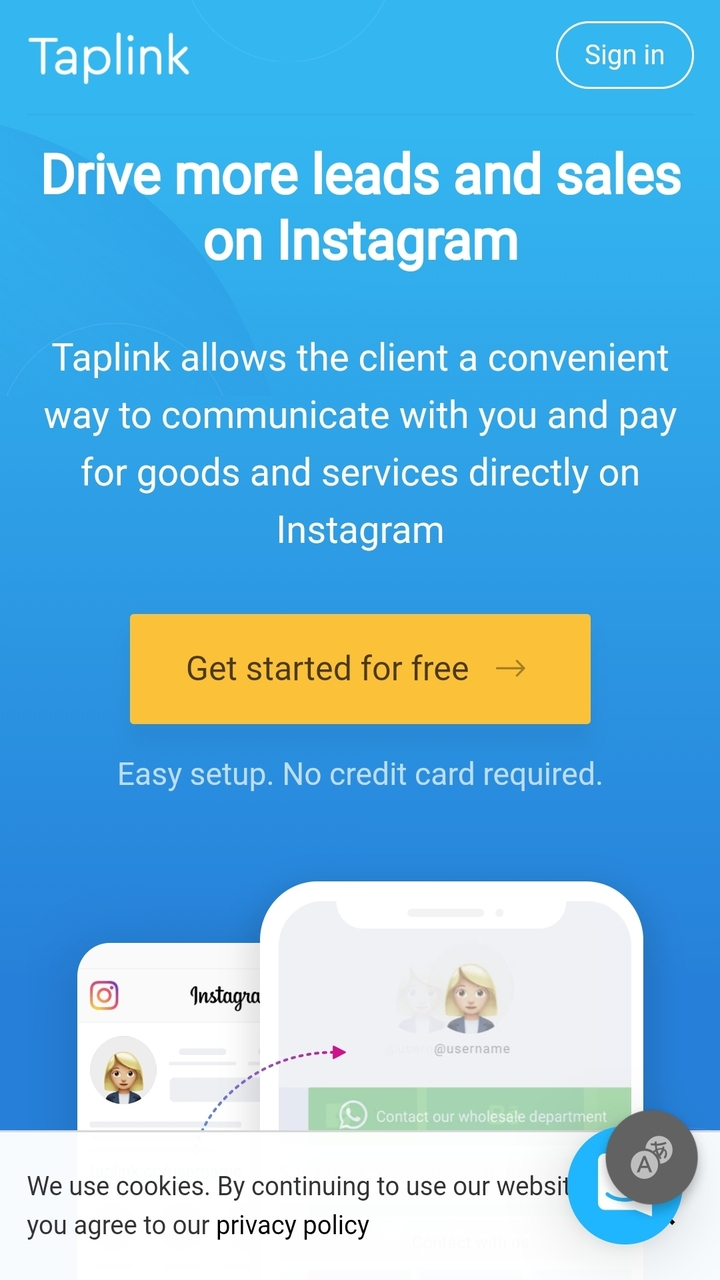 Taplink
Sign in
Drive more leads and sales
on Instagram
Taplink allows the client a convenient
way to communicate with you and pay
for goods and services directly on
Instagram
Get started for free
Easy setup. No credit card required.
@username
Contact our wholesale department
We use cookies. By continuing to use our
you agree to our privacy policy